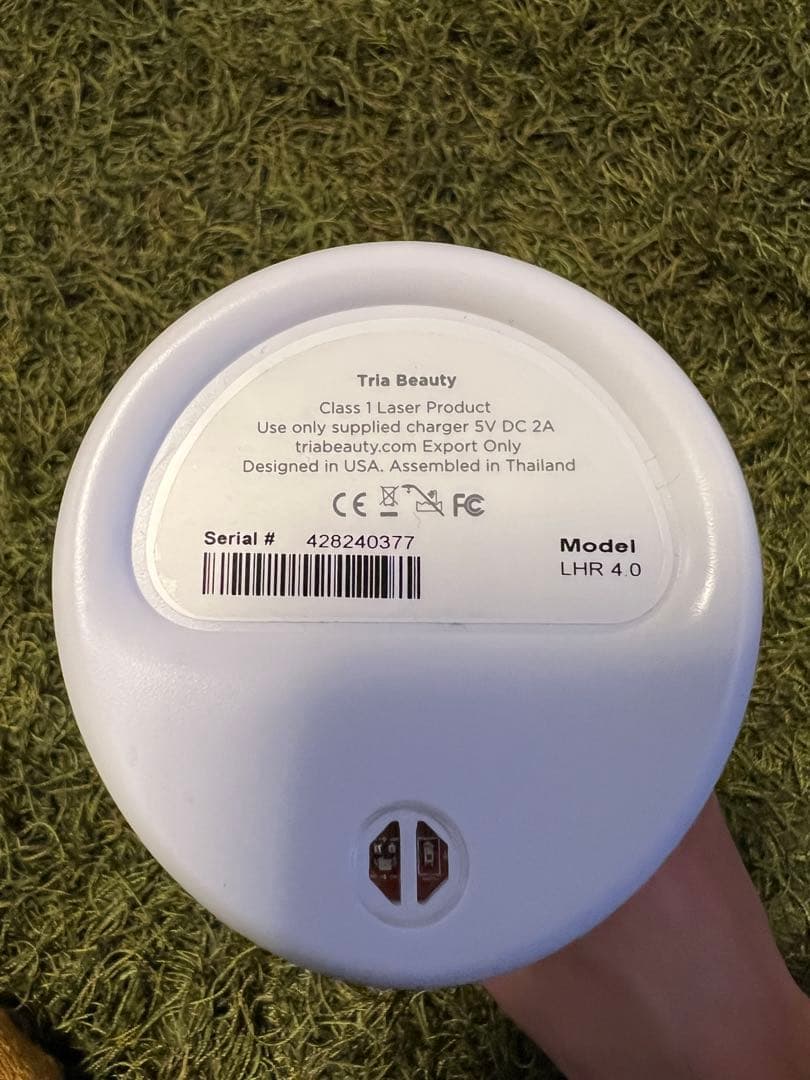 Tria Beauty
Class 1 Laser Product
Use only supplied charger 5V DC 2A
triabeauty.com Export Only
Designed in USA. Assembled in Thailand
CE FC
Serial # 428240377
Model
LHR 4.0